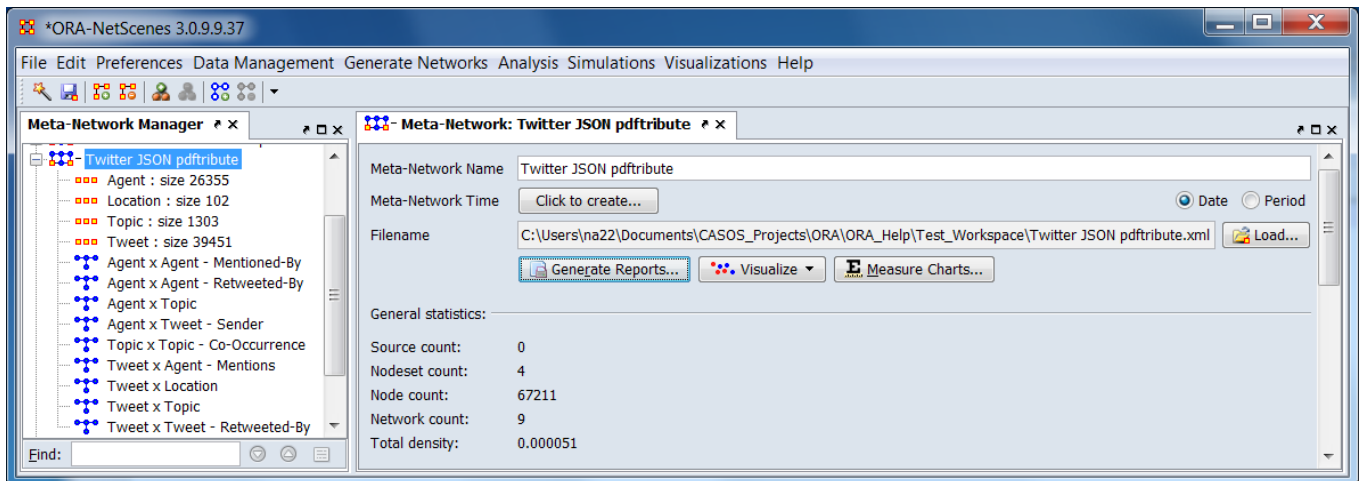 *ORA-NetScenes 3.0.9.9.37
File Edit Preferences Data Management Generate Networks Analysis Simulations Visualizations Help
Meta-Network Manager
Twitter JSON pdftribute
Agent : size 26355
Location : size 102
Topic : size 1303
Tweet : size 39451
Agent x Agent - Mentioned-By
Agent x Agent - Retweeted-By
Agent x Topic
Agent x Tweet - Sender
Topic x Topic - Co-Occurrence
Tweet x Agent - Mentions
Tweet x Location
Tweet x Topic
Tweet x Tweet - Retweeted-By
Find:
Meta-Network: Twitter JSON pdftribute
Meta-Network Name Twitter JSON pdftribute
Meta-Network Time Click to create... Date Period
Filename C:\Users\na22\Documents\CASOS_Projects\ORA\ORA_Help\Test_Workspace\Twitter JSON pdftribute.xml Load...
Generate Reports... Visualize Measure Charts...
General statistics:
Source count: 0
Nodeset count: 4
Node count: 67211
Network count: 9
Total density: 0.000051